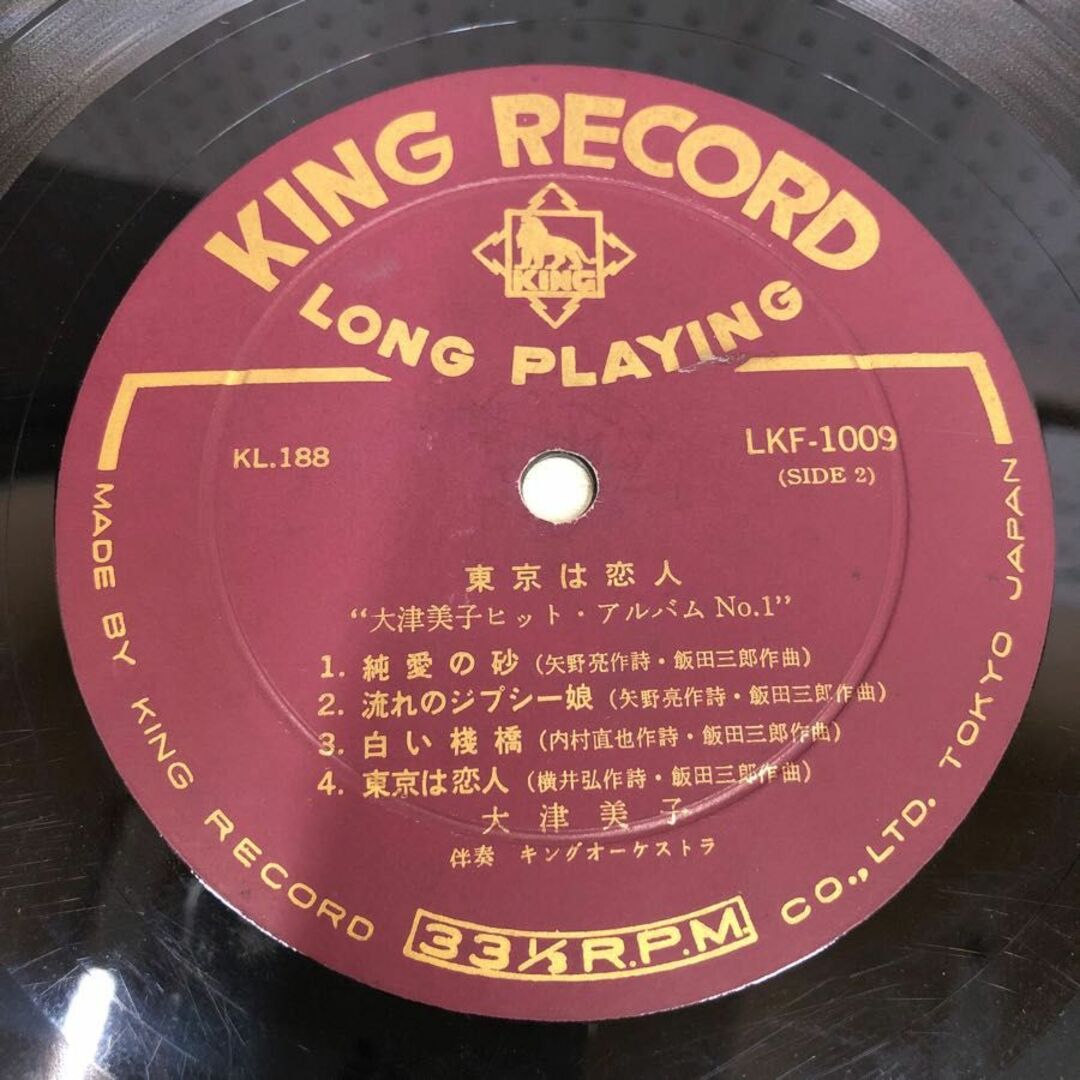 KING RECORD
KING
LONG PLAYING
KL.188
LKF-1009
(SIDE 2)
東京は恋人
“大津美子ヒット・アルバム No.1”
1. 純愛の砂 (矢野亮作詩・飯田三郎作曲)
2. 流れのジプシー娘 (矢野亮作詩・飯田三郎作曲)
3. 白い棧橋 (内村直也作詩・飯田三郎作曲)
4. 東京は恋人 (横井弘作詩・飯田三郎作曲)
大津美子
伴奏 キングオーケストラ
33⅓ R.P.M.
MADE BY KING RECORD CO., LTD. TOKYO JAPAN